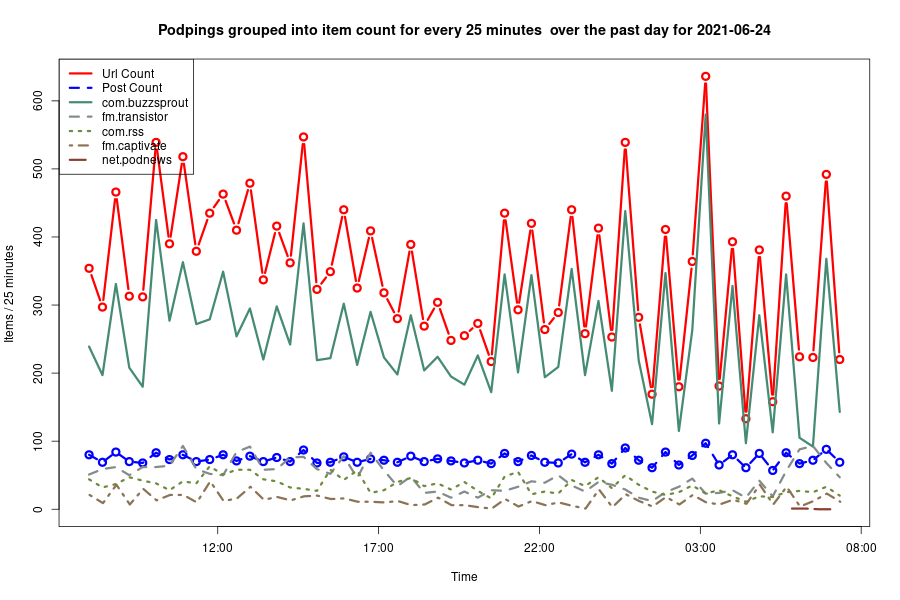 Podpings grouped into item count for every 25 minutes  over the past day for 2021-06-24
Url Count
Post Count
com.buzzsprout
fm.transistor
com.rss
fm.captivate
net.podnews
Items / 25 minutes
600
500
400
300
200
100
0
12:00
17:00
22:00
03:00
08:00
Time